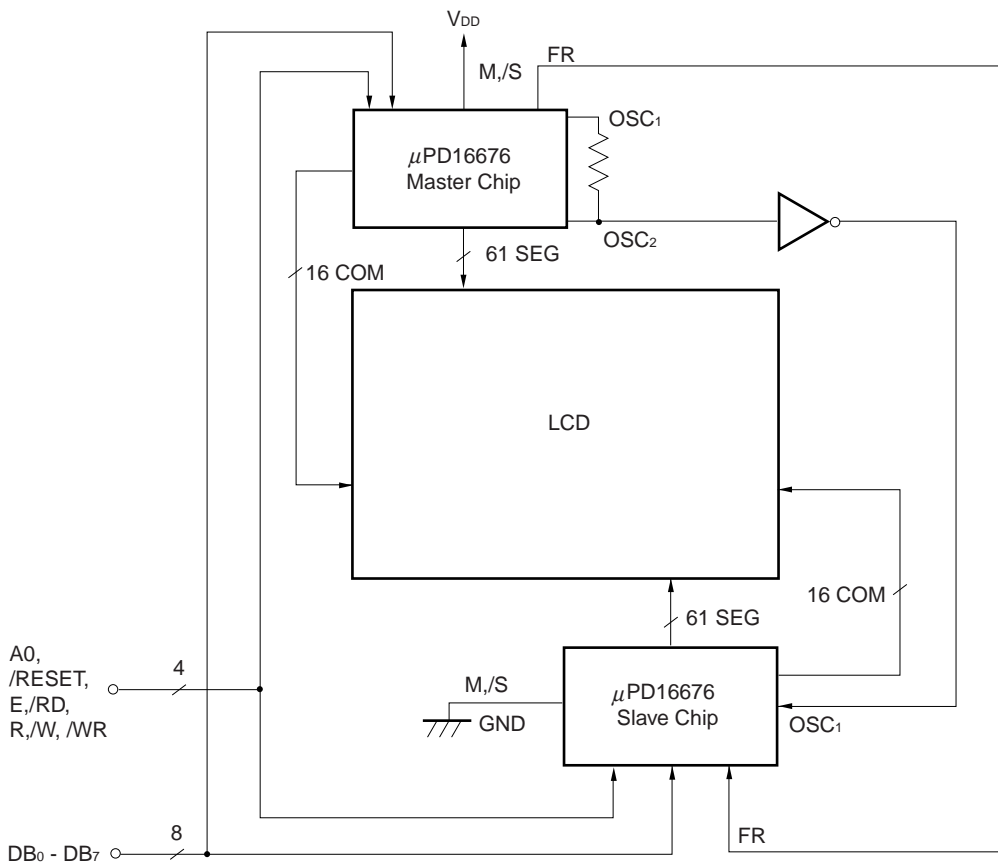 VDD
M,/S
FR
OSC1
μPD16676
Master Chip
OSC2
61 SEG
16 COM
LCD
16 COM
61 SEG
A0,
/RESET,
E,/RD,
R,/W, /WR
4
M,/S
GND
μPD16676
Slave Chip
OSC1
FR
DB0 - DB7
8